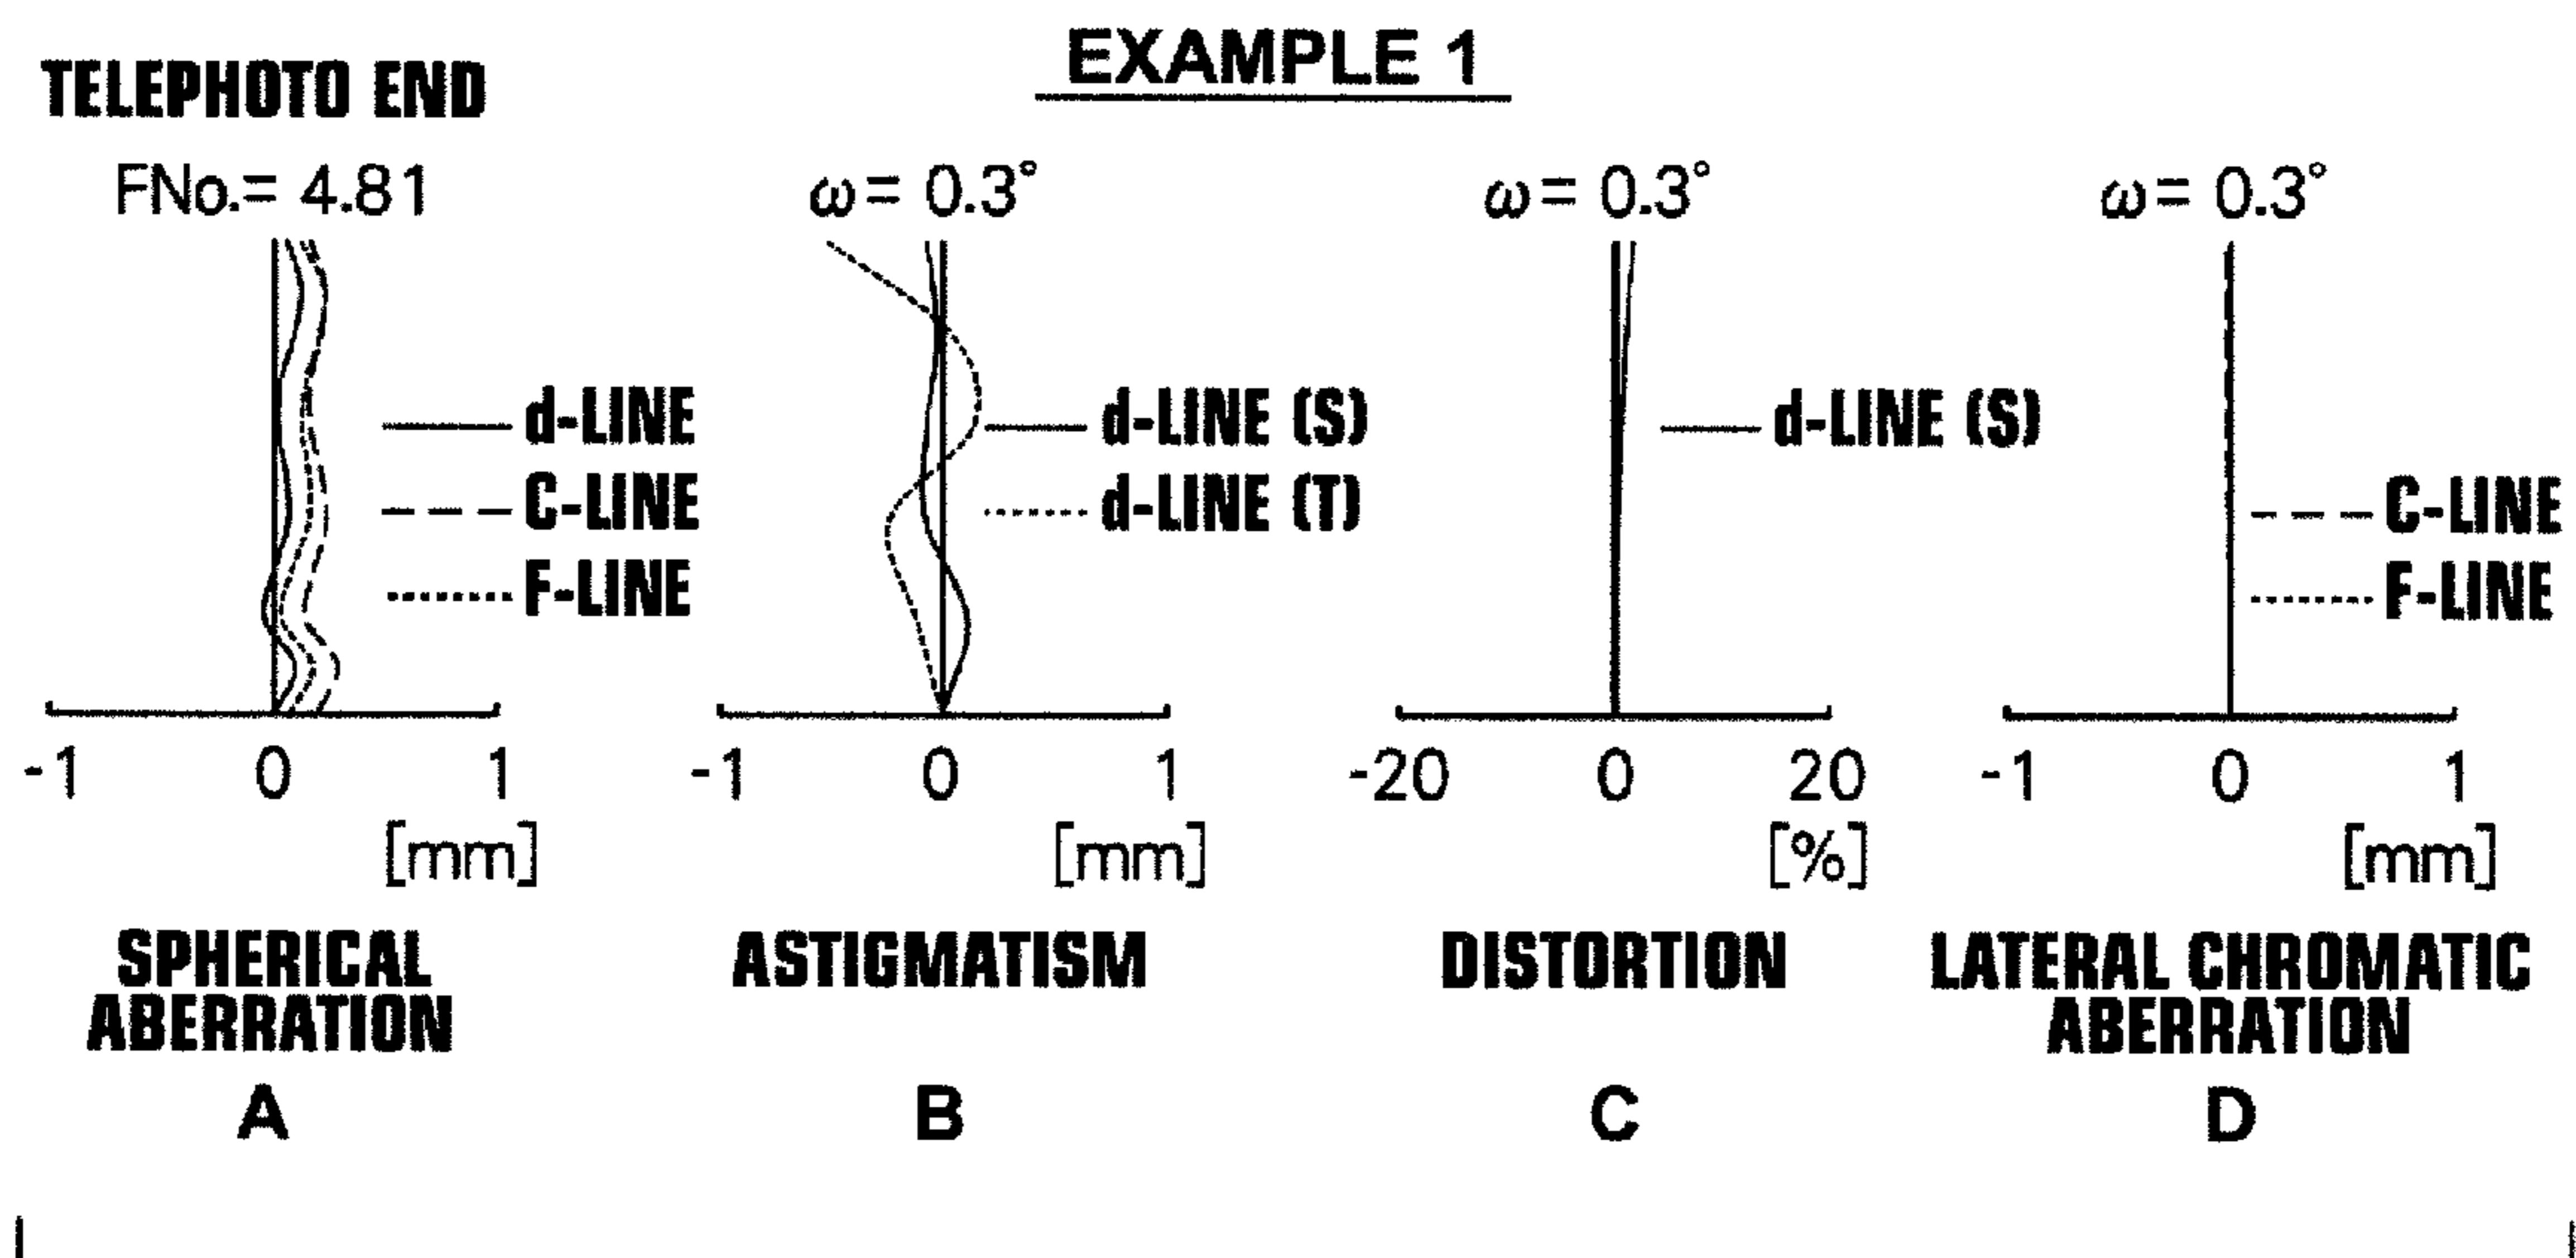 EXAMPLE 1
TELEPHOTO END
FNo.= 4.81
d-LINE
C-LINE
F-LINE
-1 0 1
[mm]
SPHERICAL
ABERRATION
A
ω= 0.3°
d-LINE (S)
d-LINE (T)
-1 0 1
[mm]
ASTIGMATISM
B
ω= 0.3°
d-LINE (S)
-20 0 20
[%]
DISTORTION
C
ω= 0.3°
C-LINE
F-LINE
-1 0 1
[mm]
LATERAL CHROMATIC
ABERRATION
D